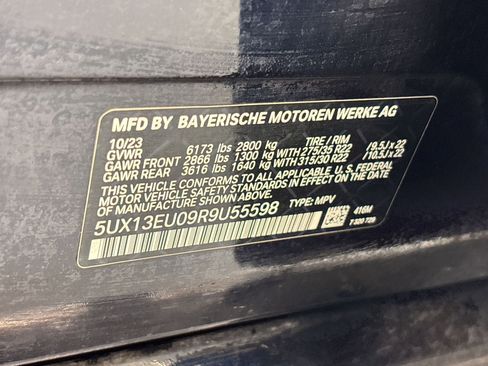 MFD BY BAYERISCHE MOTOREN WERKE AG
10/23 6173 lbs 2800 kg TIRE / RIM
GVWR
GAWR FRONT 2866 lbs 1300 kg WITH 275/35 R22 / 9.5J x 22
GAWR REAR 3616 lbs 1640 kg WITH 315/30 R22 / 10.5J x 22
THIS VEHICLE CONFORMS TO ALL APPLICABLE U.S. FEDERAL
MOTOR VEHICLE SAFETY STANDARDS IN EFFECT ON THE DATE
OF MANUFACTURE SHOWN ABOVE.
5UX13EU09R9U55598 TYPE: MPV
416M
7 920 729